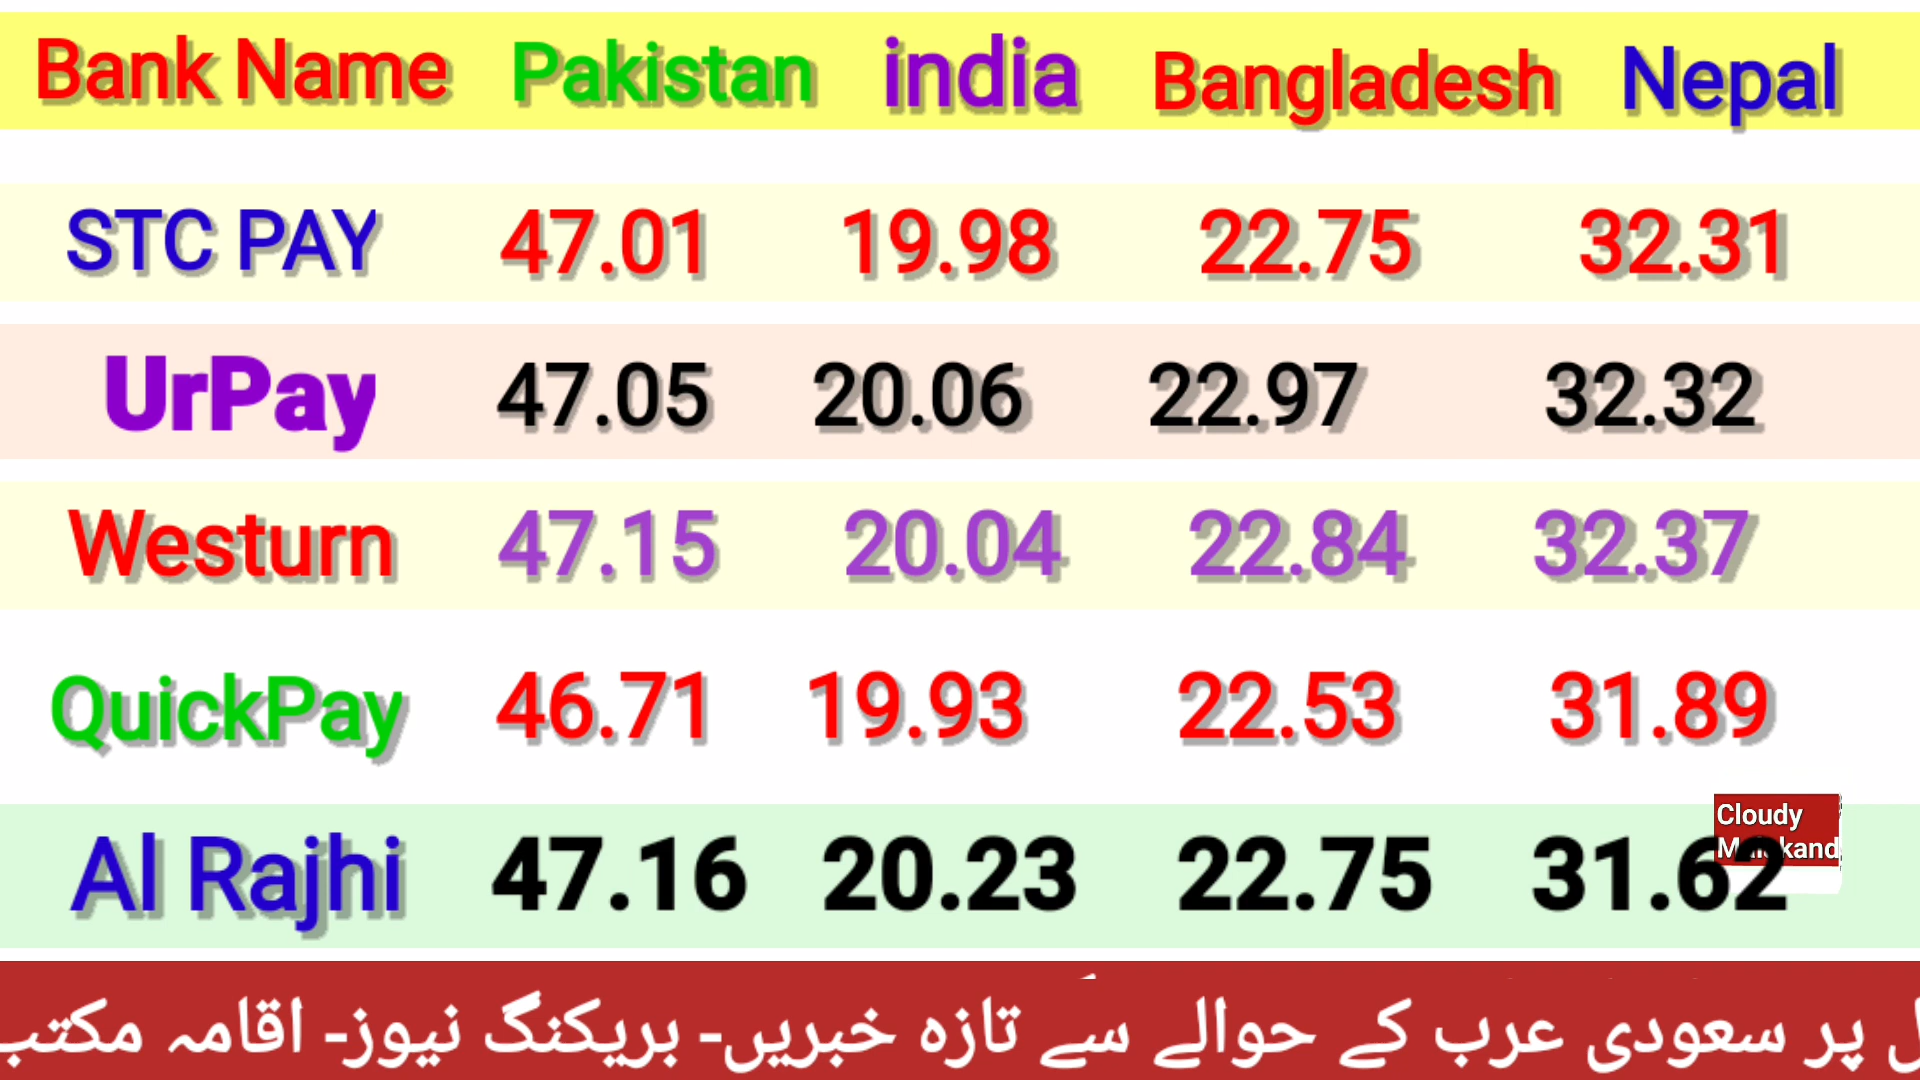 Bank Name Pakistan india Bangladesh Nepal
STC PAY 47.01 19.98 22.75 32.31
UrPay 47.05 20.06 22.97 32.32
Westurn 47.15 20.04 22.84 32.37
QuickPay 46.71 19.93 22.53 31.89
Cloudy
Al Rajhi 47.16 20.23 22.75 31.62
پر سعودی عرب کے حوالے سے تازہ خبریں- بریکنگ نیوز- اقامہ مکتب